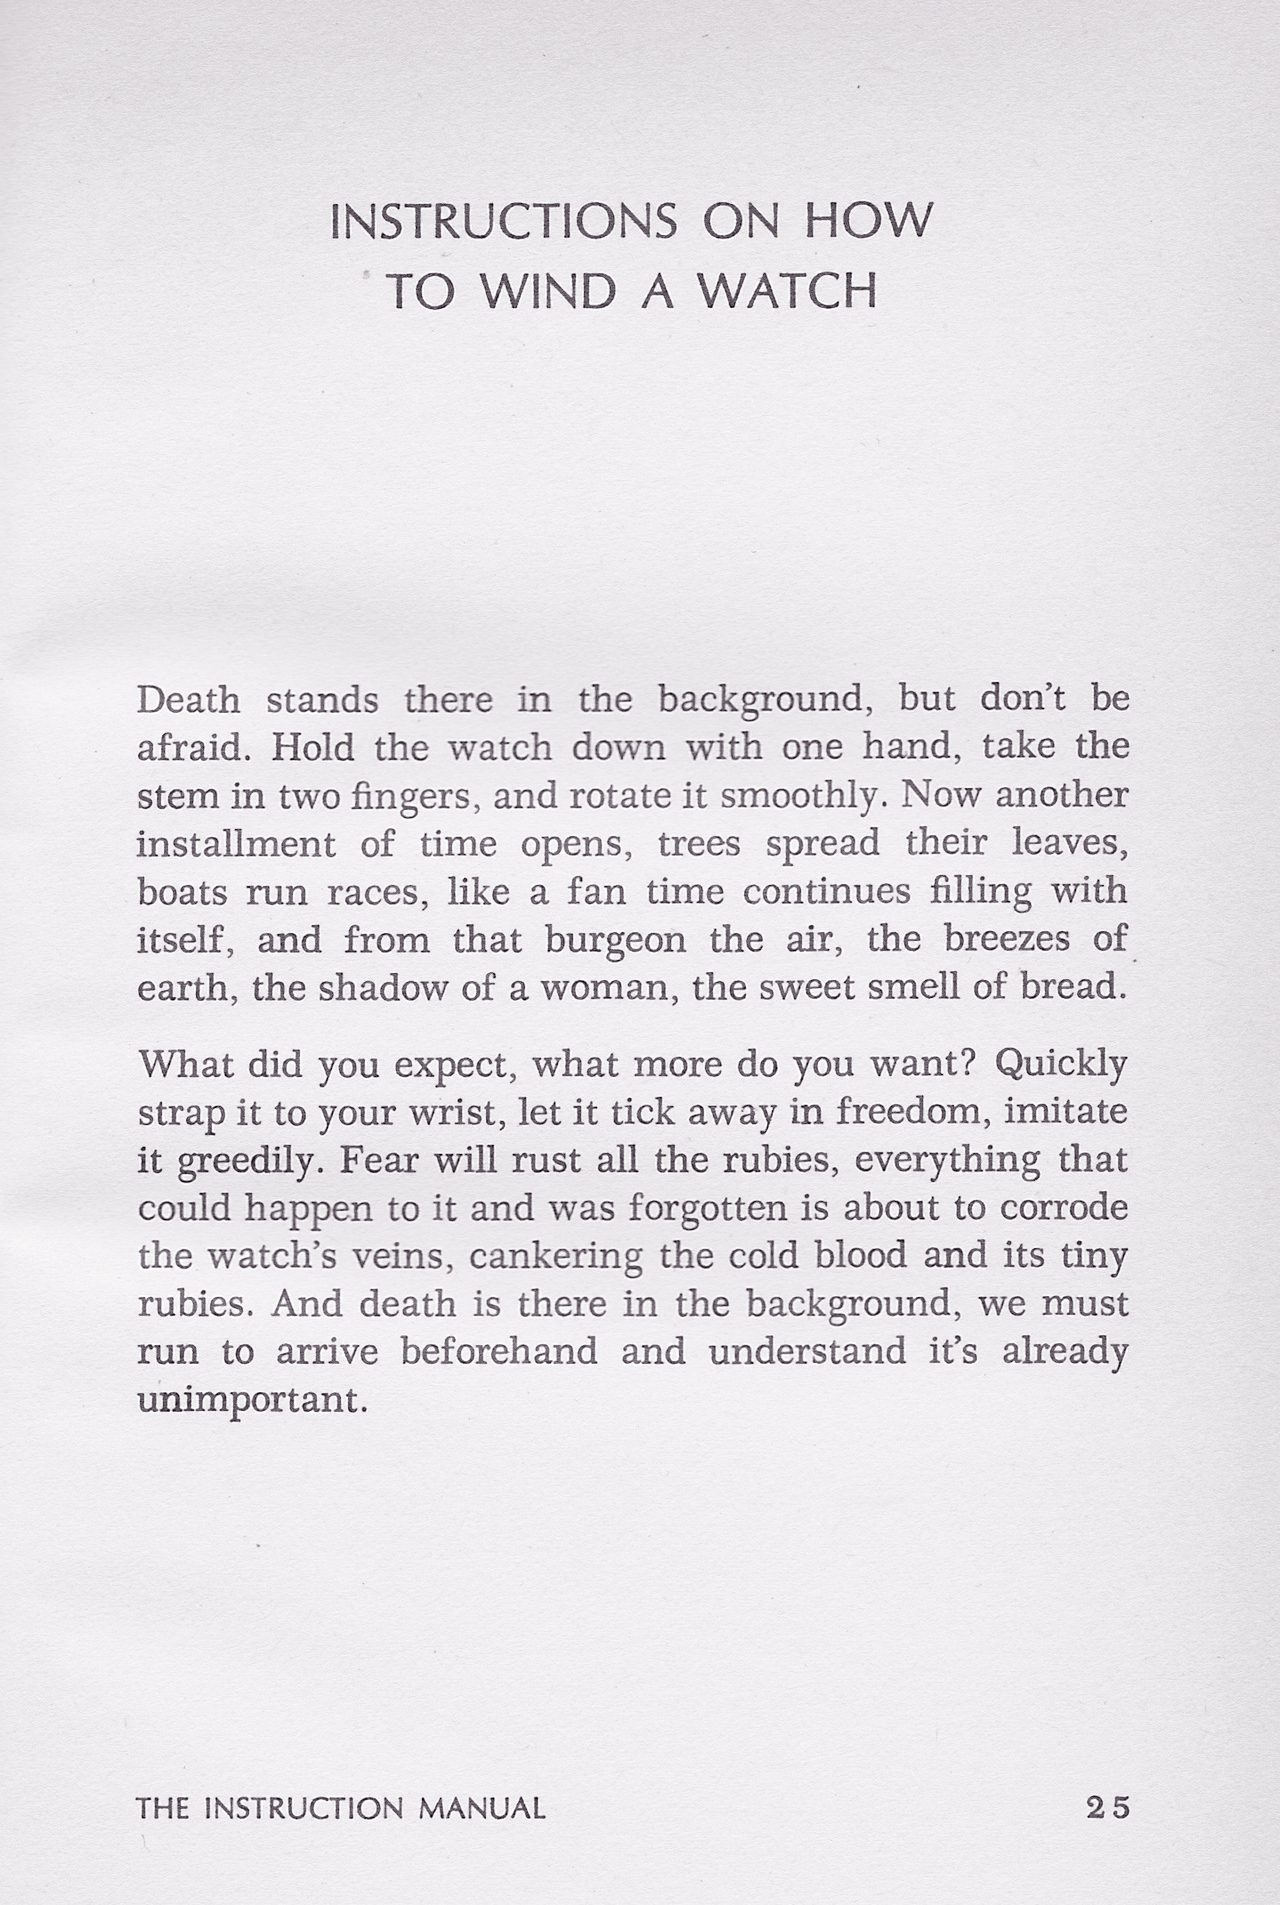 INSTRUCTIONS ON HOW
TO WIND A WATCH
Death stands there in the background, but don't be
afraid. Hold the watch down with one hand, take the
stem in two fingers, and rotate it smoothly. Now another
installment of time opens, trees spread their leaves,
boats run races, like a fan time continues filling with
itself, and from that burgeon the air, the breezes of
earth, the shadow of a woman, the sweet smell of bread.
What did you expect, what more do you want? Quickly
strap it to your wrist, let it tick away in freedom, imitate
it greedily. Fear will rust all the rubies, everything that
could happen to it and was forgotten is about to corrode
the watch's veins, cankering the cold blood and its tiny
rubies. And death is there in the background, we must
run to arrive beforehand and understand it's already
unimportant.
THE INSTRUCTION MANUAL 25